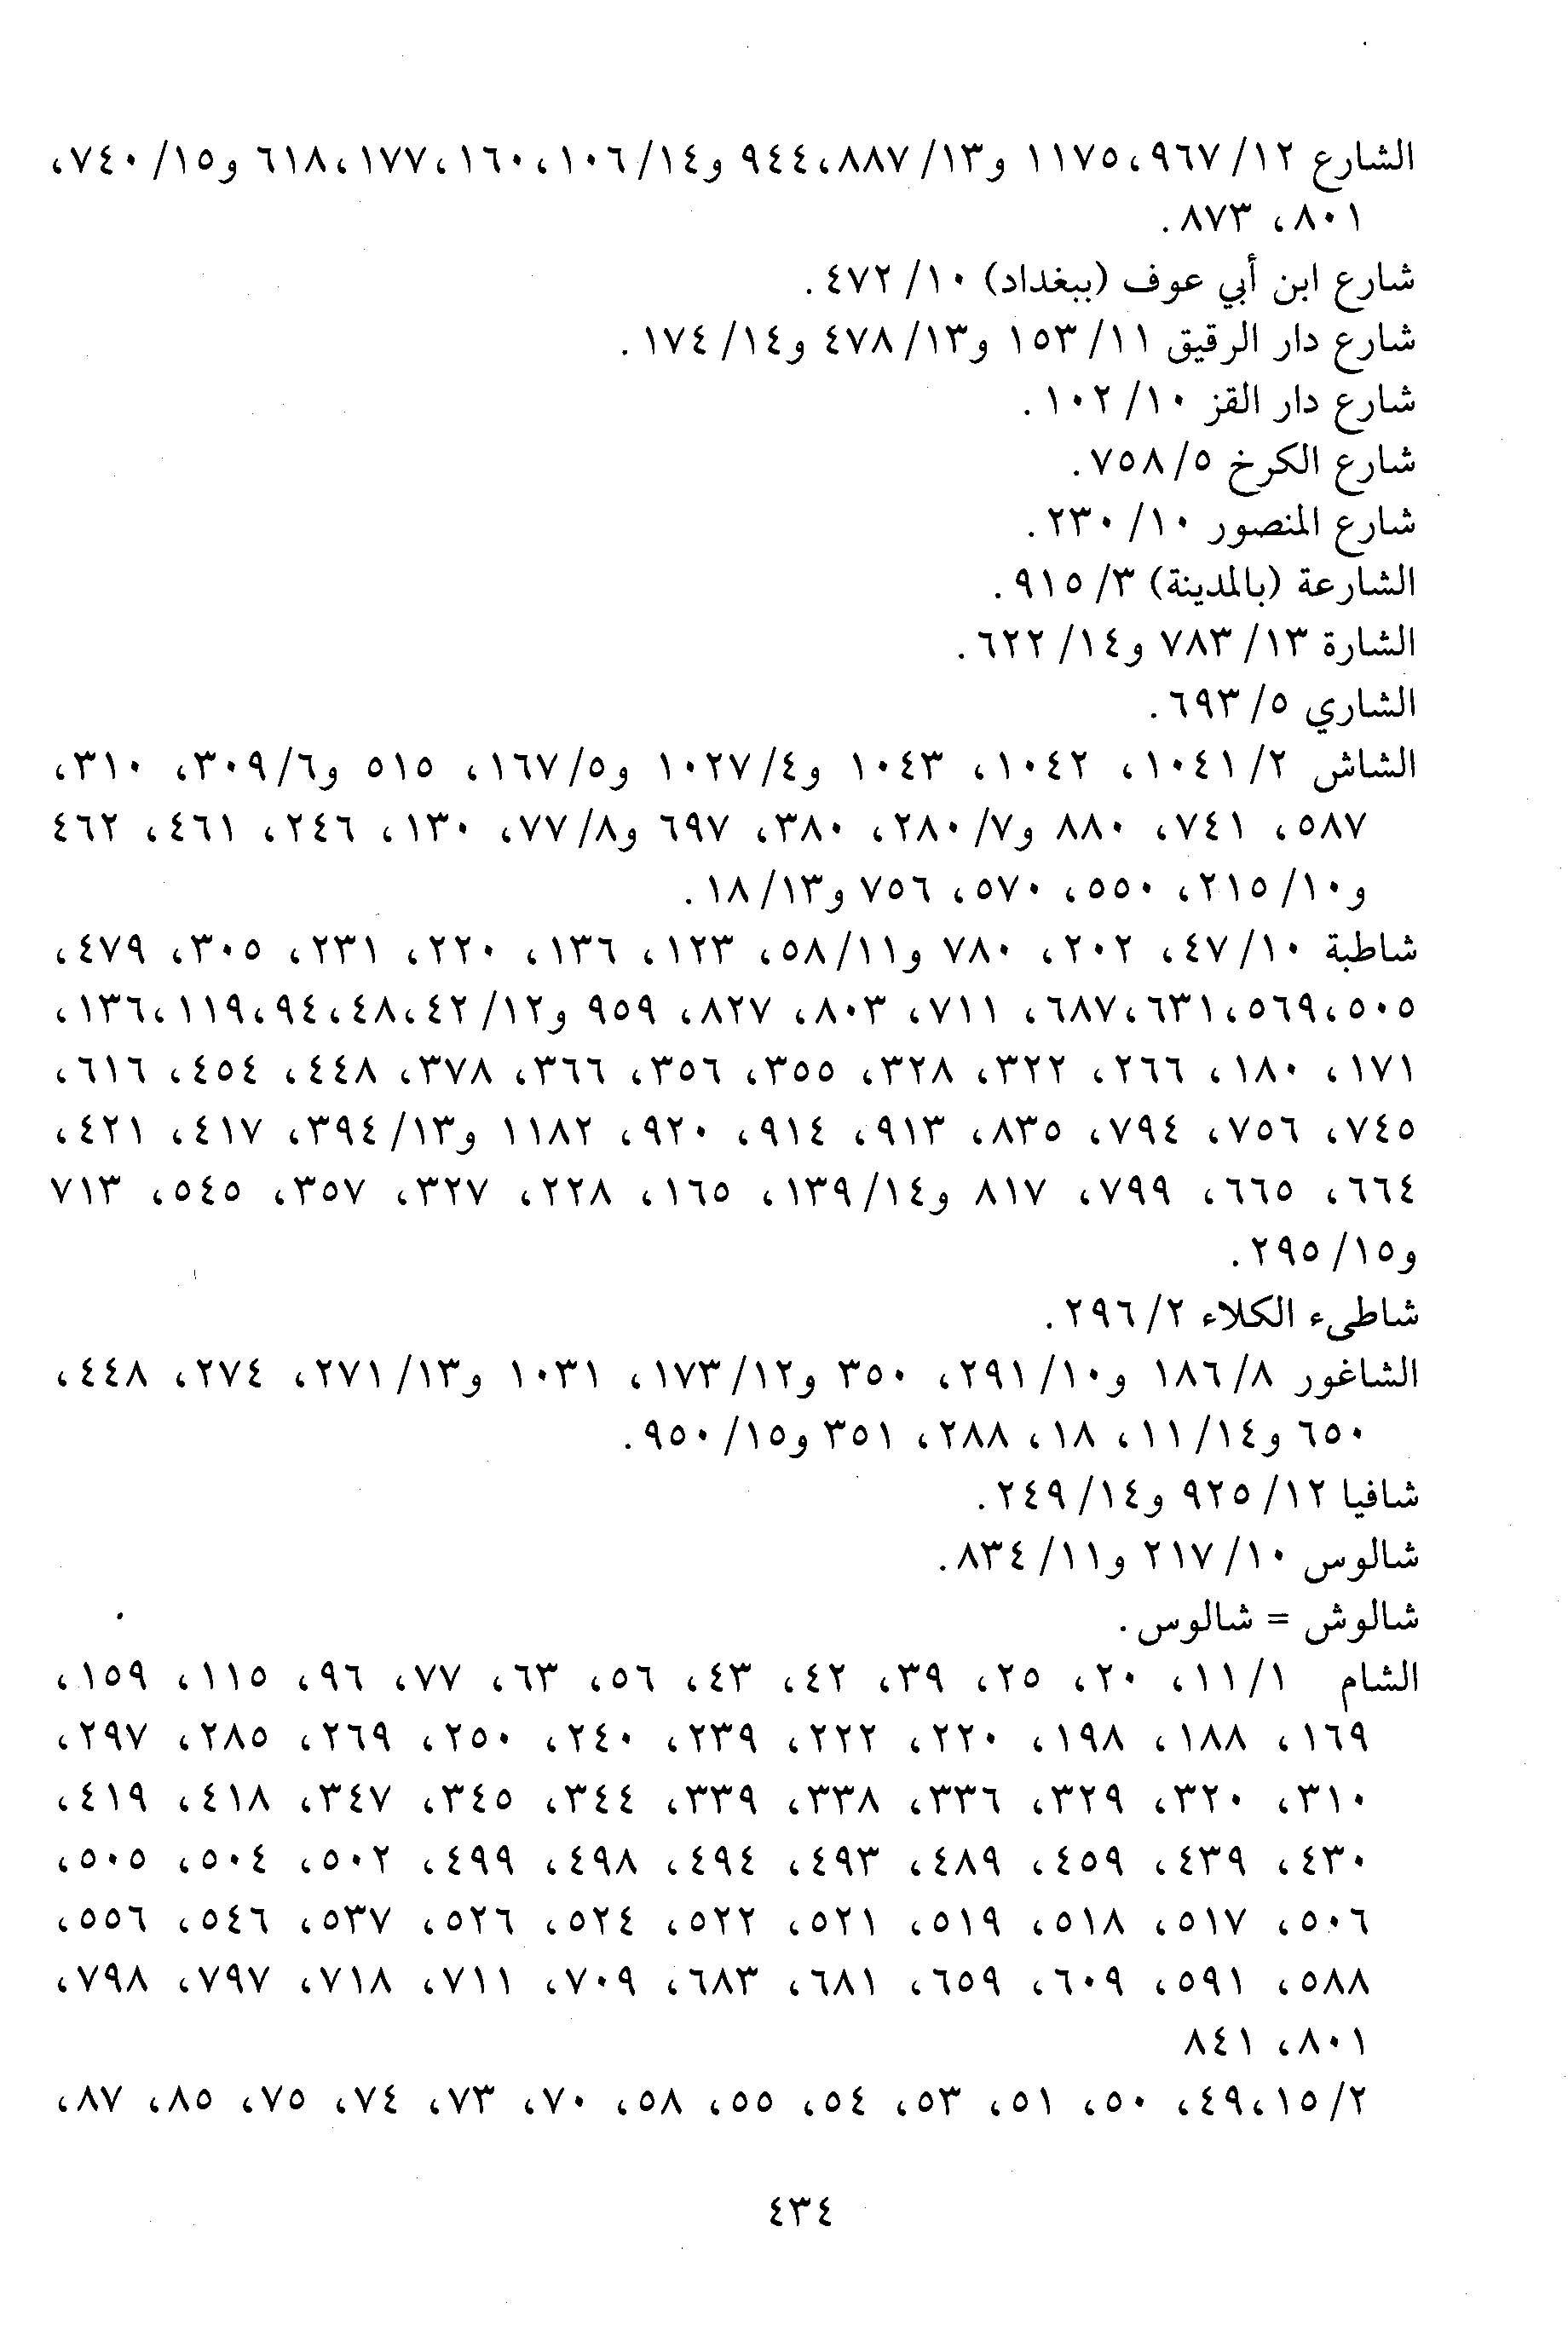 الشارع ١٢/ ٩٦٧، ١١٧٥ و١٣/ ٨٨٧، ٩٤٤ و١٤/ ١٠٦، ١٦٠، ١٧٧، ٦١٨ و١٥/ ٧٤٠،
٨٠١، ٨٧٣.
شارع ابن أبي عوف (ببغداد) ١٠/ ٤٧٢.
شارع دار الرقيق ١١/ ١٥٣ و١٣/ ٤٧٨ و١٤/ ١٧٤.
شارع دار القز ١٠/ ١٠٢.
شارع الكرخ ٥/ ٧٥٨.
شارع المنصور ١٠/ ٢٣٠.
الشارعة (بالمدينة) ٣/ ٩١٥.
الشارة ١٣/ ٧٨٣ و١٤/ ٦٢٢.
الشاري ٥/ ٦٩٣.
الشاش ٢/ ١٠٤١، ١٠٤٢، ١٠٤٣ و٤/ ١٠٢٧ و٥/ ١٦٧، ٥١٥ و٦/ ٣٠٩، ٣١٠،
٥٨٧، ٧٤١، ٨٨٠ و٧/ ٢٨٠، ٣٨٠، ٦٩٧ و٨/ ٧٧، ١٣٠، ٢٤٦، ٤٦١، ٤٦٢
و١٠/ ٢١٥، ٥٥٠، ٥٧٠، ٧٥٦ و١٣/ ١٨.
شاطبة ١٠/ ٤٧، ٢٠٢، ٧٨٠ و١١/ ٥٨، ١٢٣، ١٣٦، ٢٢٠، ٢٣١، ٣٠٥، ٤٧٩،
٥٠٥، ٥٦٩، ٦٣١، ٦٨٧، ٧١١، ٨٠٣، ٨٢٧، ٩٥٩ و١٢/ ٤٢، ٤٨، ٩٤، ١١٩، ١٣٦،
١٧١، ١٨٠، ٢٦٦، ٣٢٢، ٣٢٨، ٣٥٥، ٣٥٦، ٣٦٦، ٣٧٨، ٤٤٨، ٤٥٤، ٦١٦،
٧٤٥، ٧٥٦، ٧٩٤، ٨٣٥، ٩١٣، ٩١٤، ٩٢٠، ١١٨٢ و١٣/ ٣٩٤، ٤١٧، ٤٢١،
٦٦٤، ٦٦٥، ٧٩٩، ٨١٧ و١٤/ ١٣٩، ١٦٥، ٢٢٨، ٣٢٧، ٣٥٧، ٥٤٥، ٧١٣
و١٥/ ٢٩٥.
شاطىء الكلاء ٢/ ٢٩٦.
الشاغور ٨/ ١٨٦ و١٠/ ٢٩١، ٣٥٠ و١٢/ ١٧٣، ١٠٣١ و١٣/ ٢٧١، ٢٧٤، ٤٤٨،
٦٥٠ و١٤/ ١١، ١٨، ٢٨٨، ٣٥١ و١٥/ ٩٥٠.
شافيا ١٢/ ٩٢٥ و١٤/ ٢٤٩.
شالوس ١٠/ ٢١٧ و١١/ ٨٣٤.
شالوش = شالوس.
الشام ١/ ١١، ٢٠، ٢٥، ٣٩، ٤٢، ٤٣، ٥٦، ٦٣، ٧٧، ٩٦، ١١٥، ١٥٩،
١٦٩، ١٨٨، ١٩٨، ٢٢٠، ٢٢٢، ٢٣٩، ٢٤٠، ٢٥٠، ٢٦٩، ٢٨٥، ٢٩٧،
٣١٠، ٣٢٠، ٣٢٩، ٣٣٦، ٣٣٨، ٣٣٩، ٣٤٤، ٣٤٥، ٣٤٧، ٤١٨، ٤١٩،
٤٣٠، ٤٣٩، ٤٥٩، ٤٨٩، ٤٩٣، ٤٩٤، ٤٩٨، ٤٩٩، ٥٠٢، ٥٠٤، ٥٠٥،
٥٠٦، ٥١٧، ٥١٨، ٥١٩، ٥٢١، ٥٢٢، ٥٢٤، ٥٢٦، ٥٣٧، ٥٤٦، ٥٥٦،
٥٨٨، ٥٩١، ٦٠٩، ٦٥٩، ٦٨١، ٦٨٣، ٧٠٩، ٧١١، ٧١٨، ٧٩٧، ٧٩٨،
٨٠١، ٨٤١
٢/ ١٥، ٤٩، ٥٠، ٥١، ٥٣، ٥٤، ٥٥، ٥٨، ٧٠، ٧٣، ٧٤، ٧٥، ٨٥، ٨٧،
٤٣٤